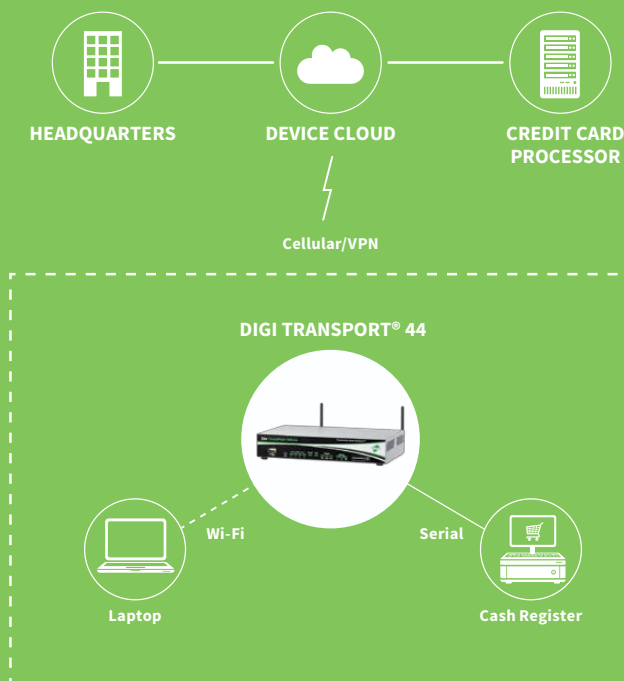 HEADQUARTERS
DEVICE CLOUD
CREDIT CARD
PROCESSOR
Cellular/VPN
DIGI TRANSPORT® 44
Wi-Fi
Serial
Laptop
Cash Register